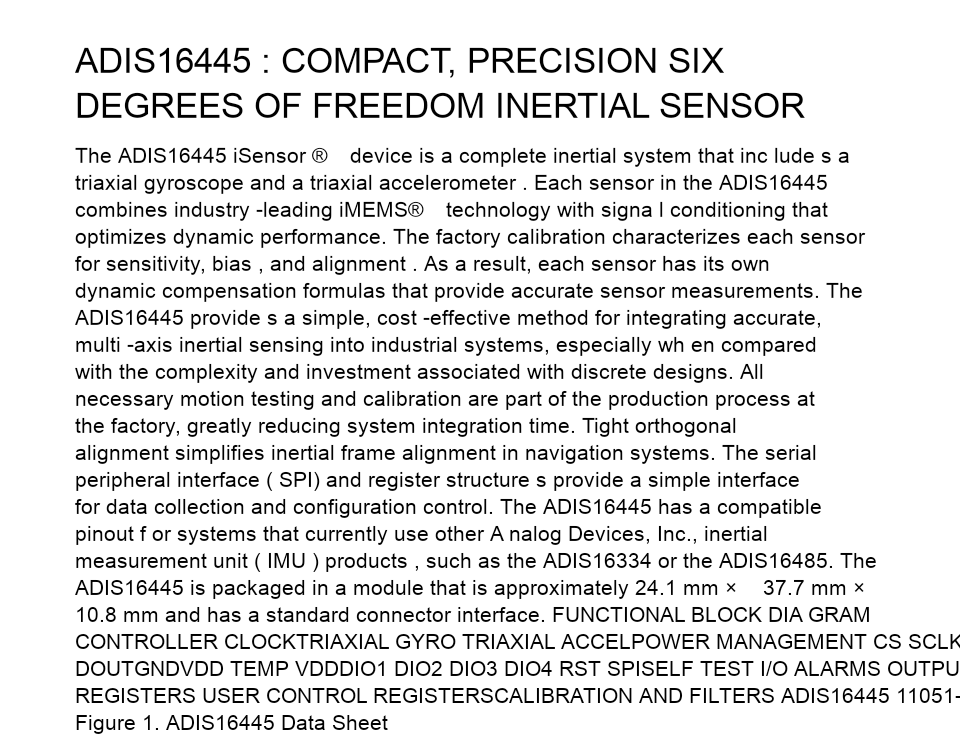 ADIS16445 : COMPACT, PRECISION SIX
DEGREES OF FREEDOM INERTIAL SENSOR
The ADIS16445 iSensor ® device is a complete inertial system that inc lude s a
triaxial gyroscope and a triaxial accelerometer . Each sensor in the ADIS16445
combines industry -leading iMEMS® technology with signa l conditioning that
optimizes dynamic performance. The factory calibration characterizes each sensor
for sensitivity, bias , and alignment . As a result, each sensor has its own
dynamic compensation formulas that provide accurate sensor measurements. The
ADIS16445 provide s a simple, cost -effective method for integrating accurate,
multi -axis inertial sensing into industrial systems, especially wh en compared
with the complexity and investment associated with discrete designs. All
necessary motion testing and calibration are part of the production process at
the factory, greatly reducing system integration time. Tight orthogonal
alignment simplifies inertial frame alignment in navigation systems. The serial
peripheral interface ( SPI) and register structure s provide a simple interface
for data collection and configuration control. The ADIS16445 has a compatible
pinout f or systems that currently use other A nalog Devices, Inc., inertial
measurement unit ( IMU ) products , such as the ADIS16334 or the ADIS16485. The
ADIS16445 is packaged in a module that is approximately 24.1 mm × 37.7 mm ×
10.8 mm and has a standard connector interface. FUNCTIONAL BLOCK DIA GRAM
CONTROLLER CLOCKTRIAXIAL GYRO TRIAXIAL ACCELPOWER MANAGEMENT CS SCLK
DOUTGNDVDD TEMP VDDDIO1 DIO2 DIO3 DIO4 RST SPISELF TEST I/O ALARMS OUTPU
REGISTERS USER CONTROL REGISTERSCALIBRATION AND FILTERS ADIS16445 11051-
Figure 1. ADIS16445 Data Sheet